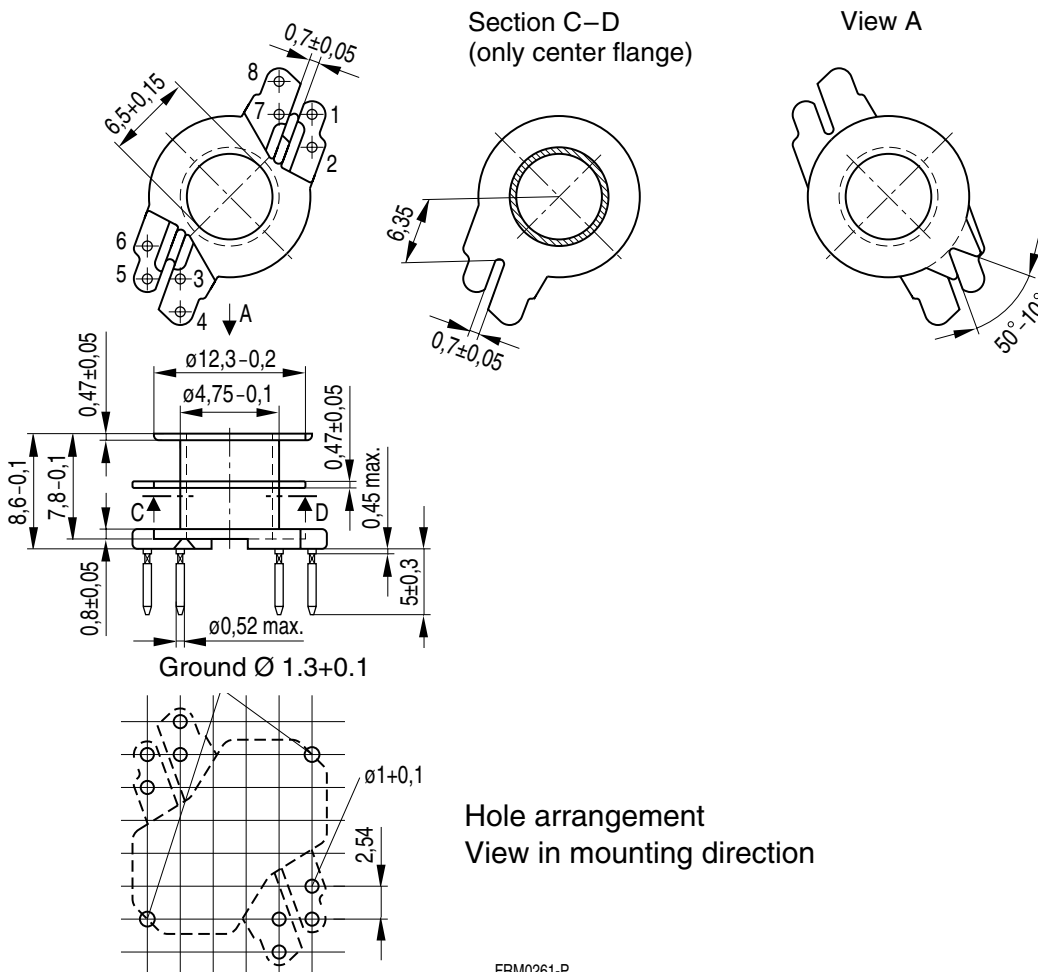 Section C–D
(only center flange)
View A
0,7±0,05
6,5+0,15
8
7
1
2
6
5
3
4
A
6,35
0,7±0,05
50°-10°
0,47±0,05
ø12,3-0,2
ø4,75-0,1
0,47±0,05
0,45 max.
8,6-0,1
7,8-0,1
C
D
0,8±0,05
5±0,3
ø0,52 max.
Ground Ø 1.3+0.1
ø1+0,1
2,54
Hole arrangement
View in mounting direction
FRM0261-P